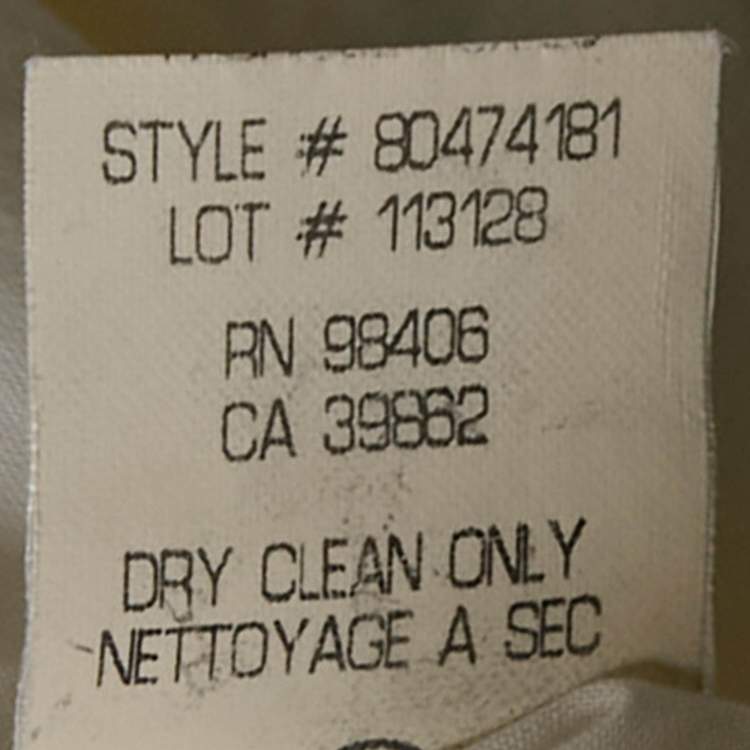 STYLE # 80474181
LOT # 113128
RN 98406
CA 39862
DRY CLEAN ONLY
NETTOYAGE A SEC